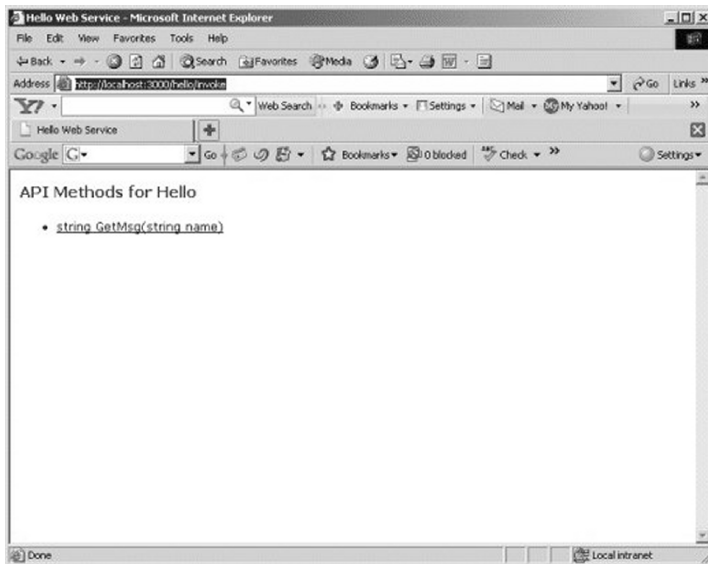 Hello Web Service - Microsoft Internet Explorer
File Edit View Favorites Tools Help
Back Search Favorites Media
Address http://localhost:3000/hello/invoke Go Links »
Y! Web Search Bookmarks Settings Mail My Yahoo! »
Hello Web Service
Google G Go Bookmarks 0 blocked Check » Settings
API Methods for Hello
• string GetMsg(string name)
Done Local intranet